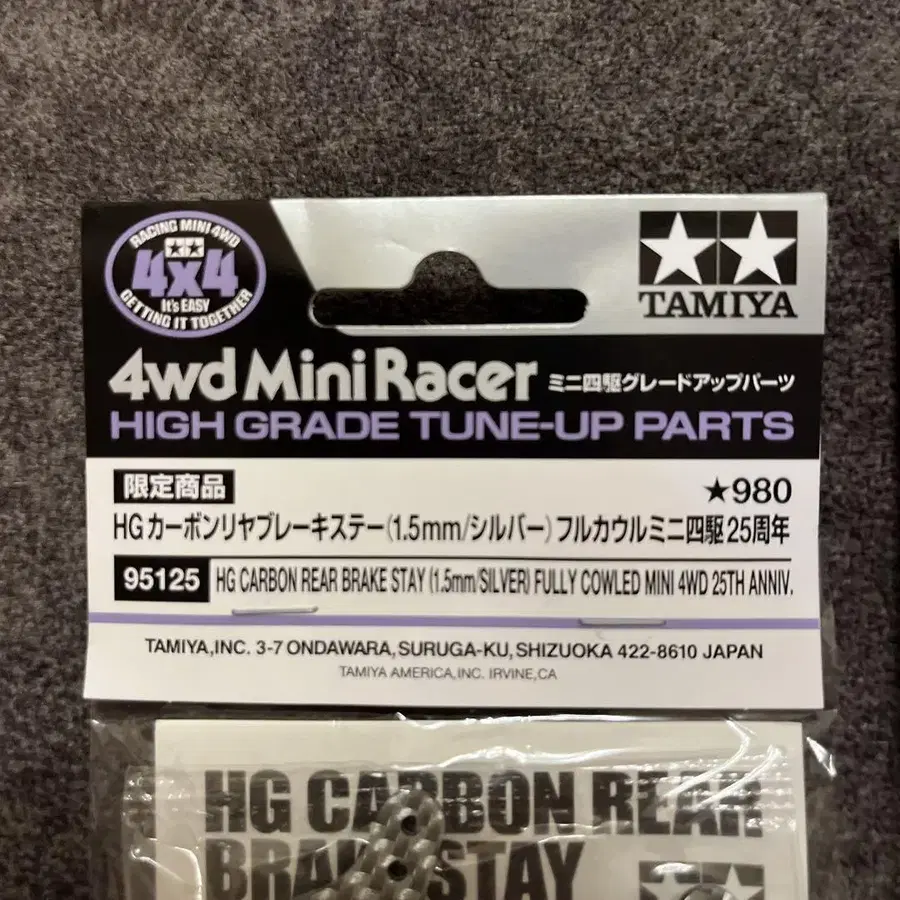 RACING MINI 4WD
4x4
It's EASY
GETTING IT TOGETHER
TAMIYA
4wd Mini Racer ミニ四駆グレードアップパーツ
HIGH GRADE TUNE-UP PARTS
限定商品
★980
HGカーボンリヤブレーキステー(1.5mm/シルバー)フルカウルミニ四駆25周年
95125 HG CARBON REAR BRAKE STAY (1.5mm/SILVER) FULLY COWLED MINI 4WD 25TH ANNIV.
TAMIYA,INC. 3-7 ONDAWARA, SURUGA-KU, SHIZUOKA 422-8610 JAPAN
TAMIYA AMERICA, INC. IRVINE, CA
HG CARBON REAR
BRAKE STAY